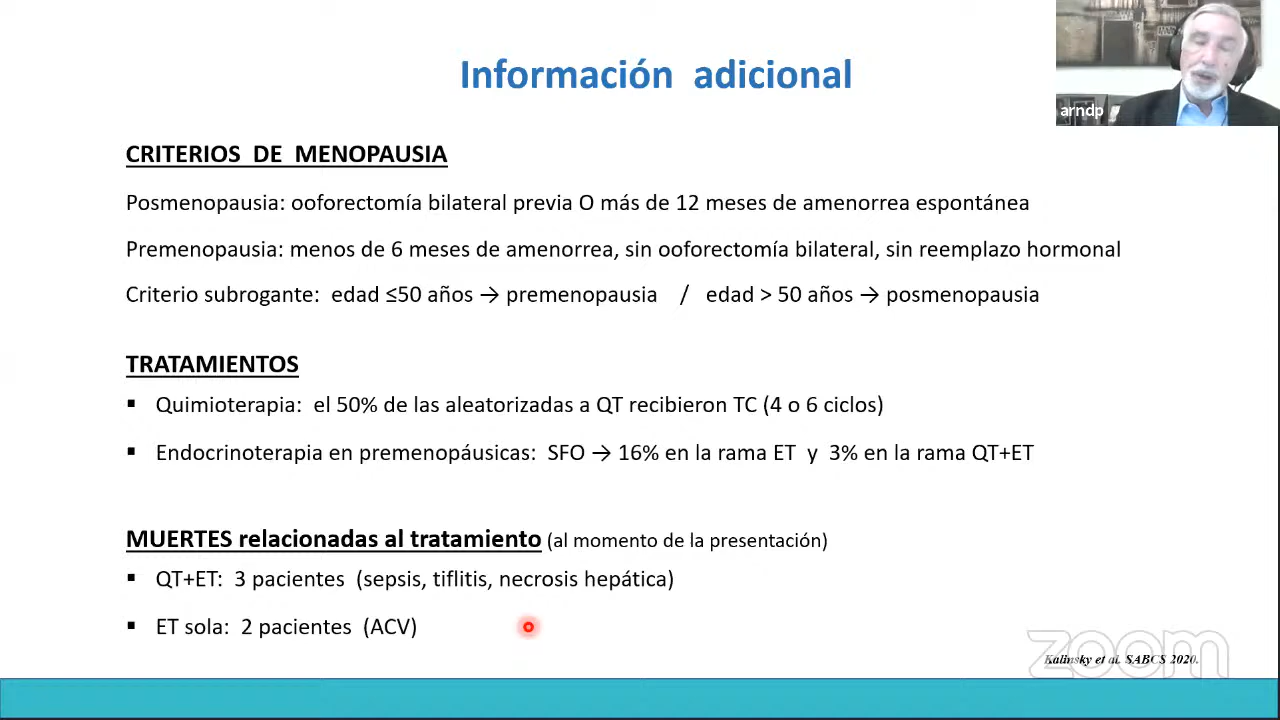 Información adicional
arndp
CRITERIOS DE MENOPAUSIA
Posmenopausia: ooforectomía bilateral previa O más de 12 meses de amenorrea espontánea
Premenopausia: menos de 6 meses de amenorrea, sin ooforectomía bilateral, sin reemplazo hormonal
Criterio subrogante: edad ≤50 años → premenopausia / edad > 50 años → posmenopausia
TRATAMIENTOS
▪ Quimioterapia: el 50% de las aleatorizadas a QT recibieron TC (4 o 6 ciclos)
▪ Endocrinoterapia en premenopáusicas: SFO → 16% en la rama ET y 3% en la rama QT+ET
MUERTES relacionadas al tratamiento (al momento de la presentación)
▪ QT+ET: 3 pacientes (sepsis, tiflitis, necrosis hepática)
▪ ET sola: 2 pacientes (ACV)
zoom
Kalinsky et al. SABCS 2020.